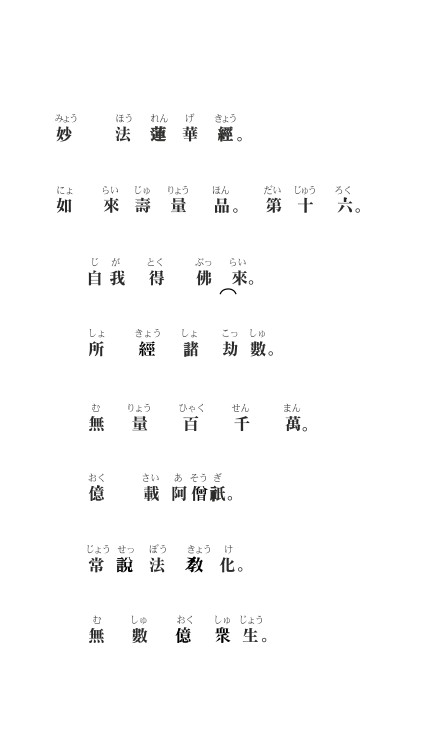 みょう ほう れん げ きょう
妙 法 蓮 華 經。
にょ らい じゅ りょう ほん だい じゅう ろく
如 來 壽 量 品。 第 十 六。
じ が とく ぶっ らい
自 我 得 佛 來。
しょ きょう しょ こっ しゅ
所 經 諸 劫 數。
む りょう ひゃく せん まん
無 量 百 千 萬。
おく さい あ そう ぎ
億 載 阿 僧 祇。
じょう せっ ぽう きょう け
常 說 法 教 化。
む しゅ おく しゅ じょう
無 數 億 衆 生。